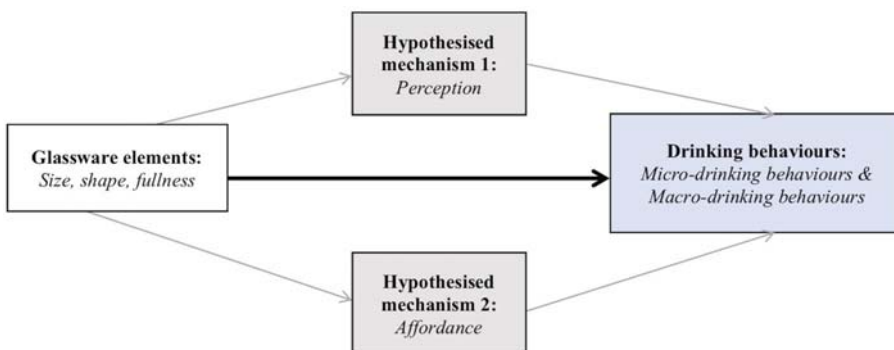 Hypothesised
mechanism 1:
Perception
Glassware elements:
Size, shape, fullness
Drinking behaviours:
Micro-drinking behaviours &
Macro-drinking behaviours
Hypothesised
mechanism 2:
Affordance